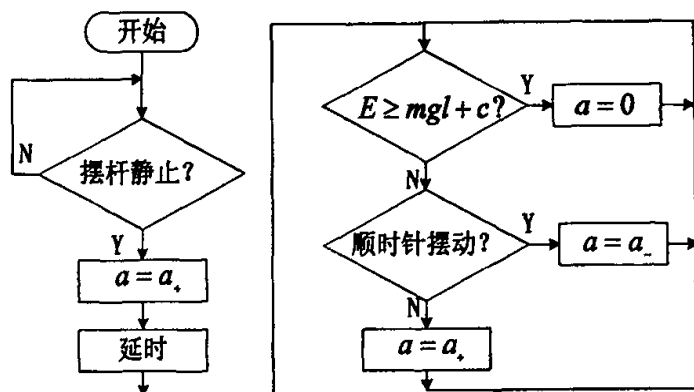 开始
N
摆杆静止?
Y
a = a₊
延时
E ≥ mgl + c?
Y
a = 0
N
顺时针摆动?
Y
a = a₋
N
a = a₊